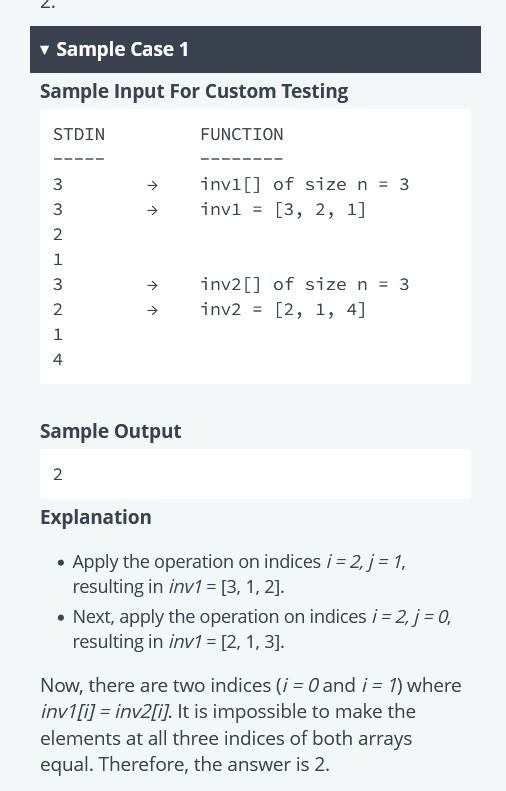 2.
▾ Sample Case 1
Sample Input For Custom Testing
STDIN FUNCTION
----- --------
3 → inv1[] of size n = 3
3 → inv1 = [3, 2, 1]
2
1
3 → inv2[] of size n = 3
2 → inv2 = [2, 1, 4]
1
4
Sample Output
2
Explanation
• Apply the operation on indices i = 2, j = 1,
resulting in inv1 = [3, 1, 2].
• Next, apply the operation on indices i = 2, j = 0,
resulting in inv1 = [2, 1, 3].
Now, there are two indices (i = 0 and i = 1) where
inv1[i] = inv2[i]. It is impossible to make the
elements at all three indices of both arrays
equal. Therefore, the answer is 2.